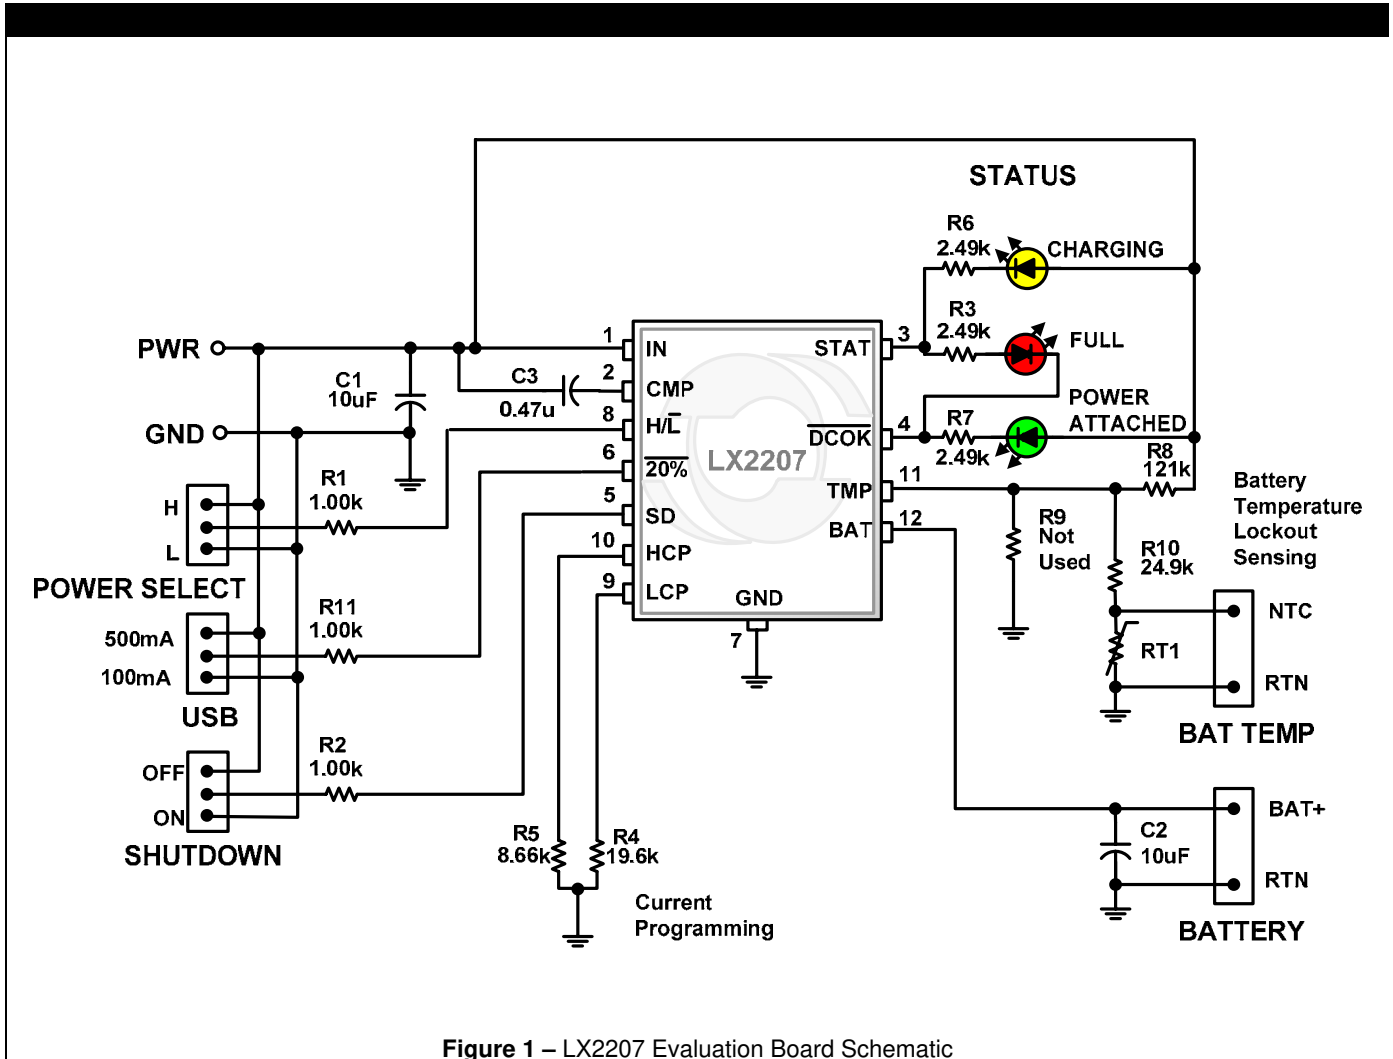 STATUS
R6
2.49k
CHARGING
R3
2.49k
FULL
POWER
ATTACHED
R7
2.49k
R8
121k
PWR
GND
C1
10uF
C3
0.47u
1
IN
2
CMP
8
H/L̅
6
2̅0̅%̅
5
SD
10
HCP
9
LCP
LX2207
GND
7
STAT
3
D̅C̅O̅K̅
4
TMP
11
BAT
12
H
L
POWER SELECT
R1
1.00k
500mA
100mA
USB
R11
1.00k
OFF
ON
SHUTDOWN
R2
1.00k
R5
8.66k
R4
19.6k
Current
Programming
R9
Not
Used
R10
24.9k
RT1
Battery
Temperature
Lockout
Sensing
NTC
RTN
BAT TEMP
C2
10uF
BAT+
RTN
BATTERY
Figure 1 – LX2207 Evaluation Board Schematic